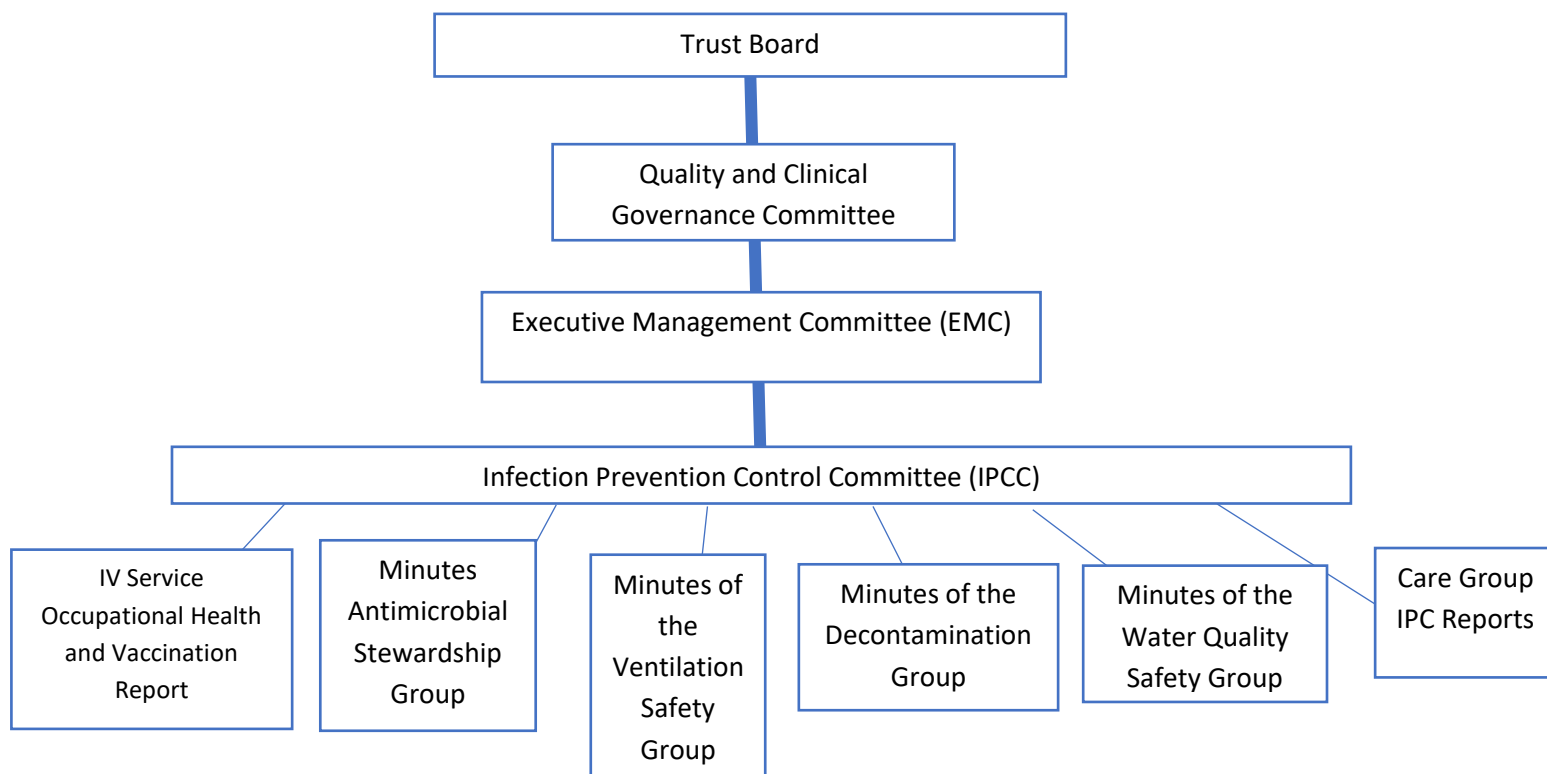 Trust Board
Quality and Clinical
Governance Committee
Executive Management Committee (EMC)
Infection Prevention Control Committee (IPCC)
IV Service
Occupational Health
and Vaccination
Report
Minutes
Antimicrobial
Stewardship
Group
Minutes of
the
Ventilation
Safety
Group
Minutes of the
Decontamination
Group
Minutes of the
Water Quality
Safety Group
Care Group
IPC Reports